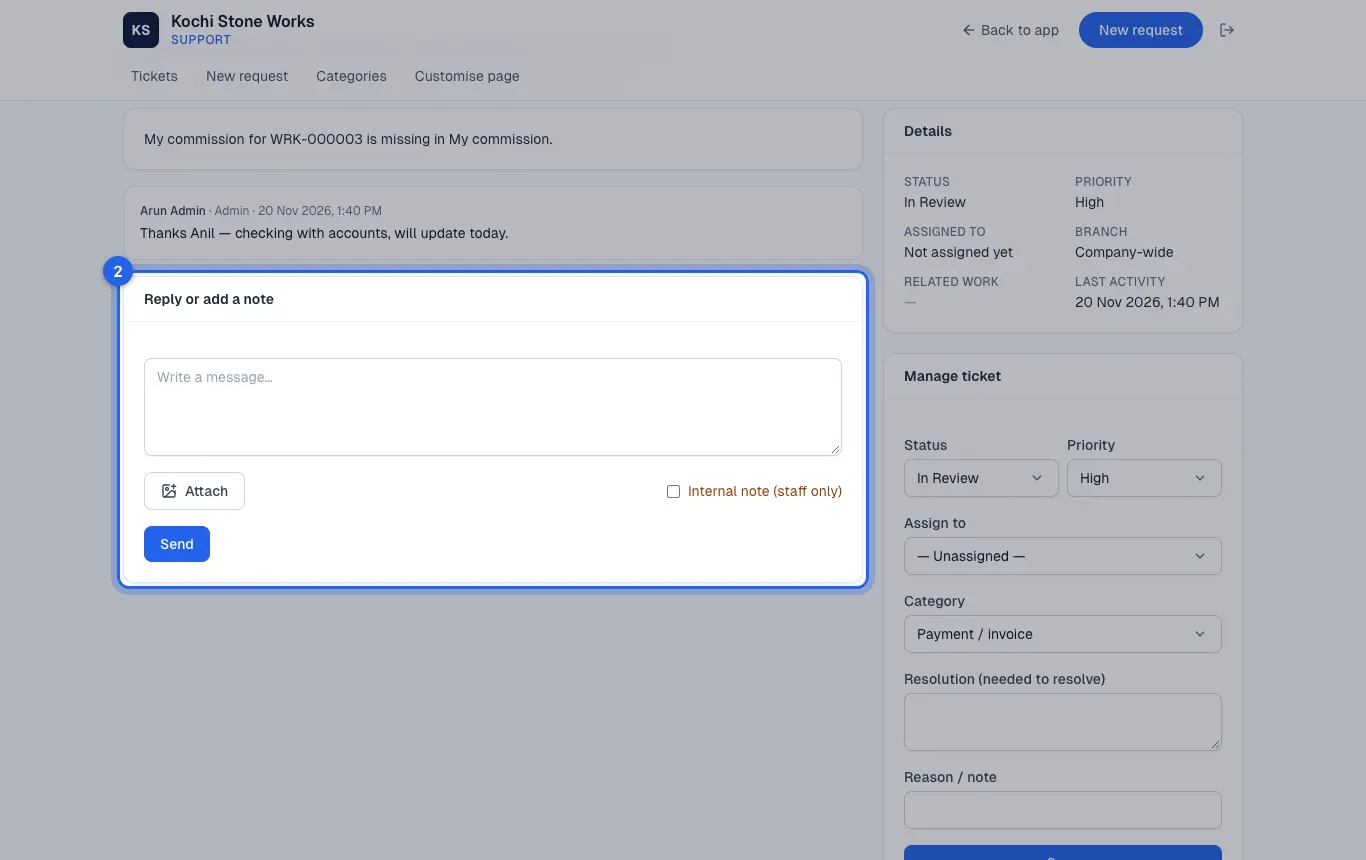 KS
Kochi Stone Works
SUPPORT
Back to app
New request
Tickets
New request
Categories
Customise page
My commission for WRK-000003 is missing in My commission.
Arun Admin · Admin · 20 Nov 2026, 1:40 PM
Thanks Anil — checking with accounts, will update today.
2
Reply or add a note
Write a message…
Attach
Internal note (staff only)
Send
Details
STATUS
In Review
PRIORITY
High
ASSIGNED TO
Not assigned yet
BRANCH
Company-wide
RELATED WORK
—
LAST ACTIVITY
20 Nov 2026, 1:40 PM
Manage ticket
Status
In Review
Priority
High
Assign to
— Unassigned —
Category
Payment / invoice
Resolution (needed to resolve)
Reason / note